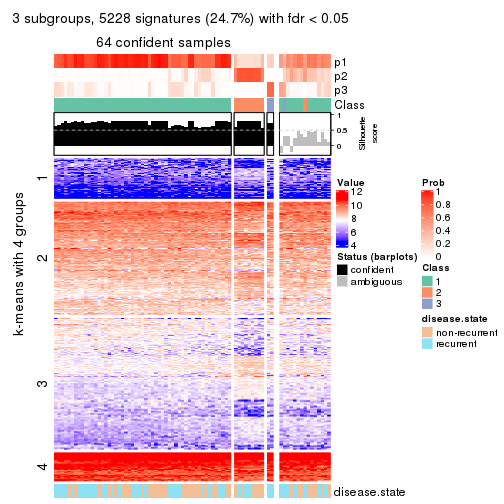 3 subgroups, 5228 signatures (24.7%) with fdr < 0.05
64 confident samples
p1
p2
p3
Class
1
0.5
0
Silhouette
score
k-means with 4 groups
1
2
3
4
disease.state
Value
12
10
8
6
4
Prob
1
0.8
0.6
0.4
0.2
0
Status (barplots)
confident
ambiguous
Class
1
2
3
disease.state
non-recurrent
recurrent